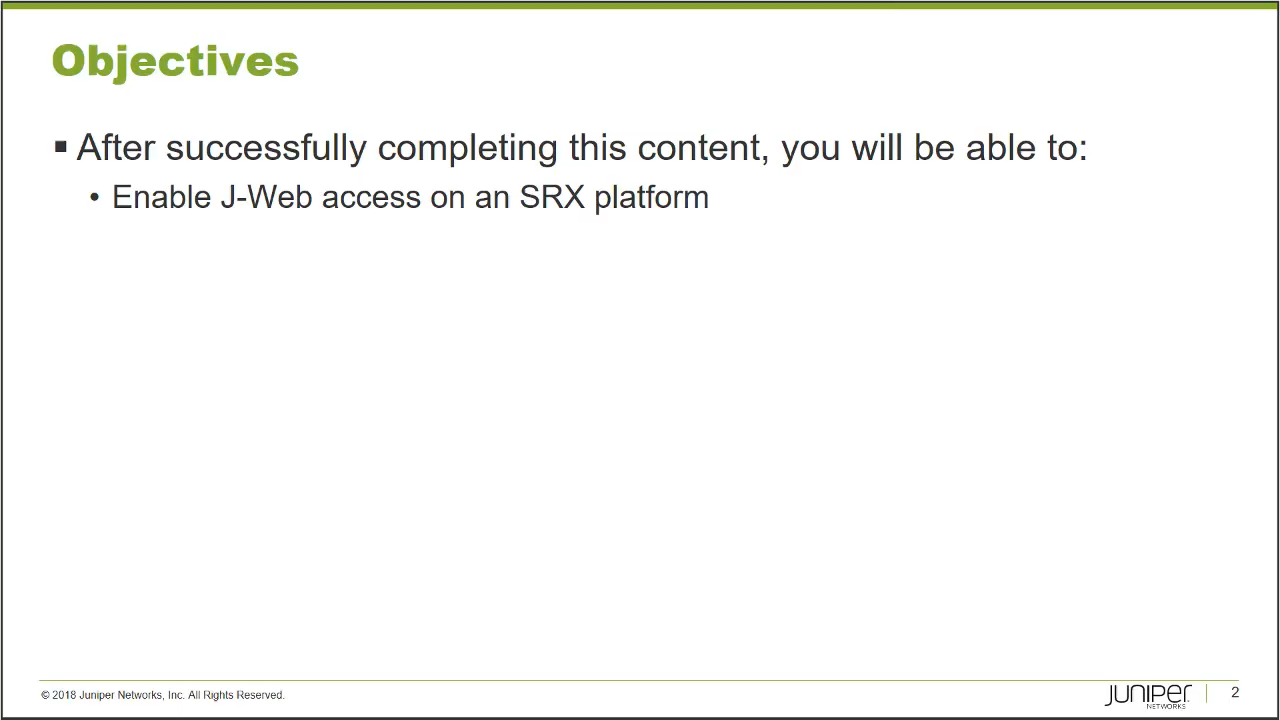 Objectives
▪ After successfully completing this content, you will be able to:
• Enable J-Web access on an SRX platform
© 2018 Juniper Networks, Inc. All Rights Reserved.
JUNIPER
NETWORKS
2